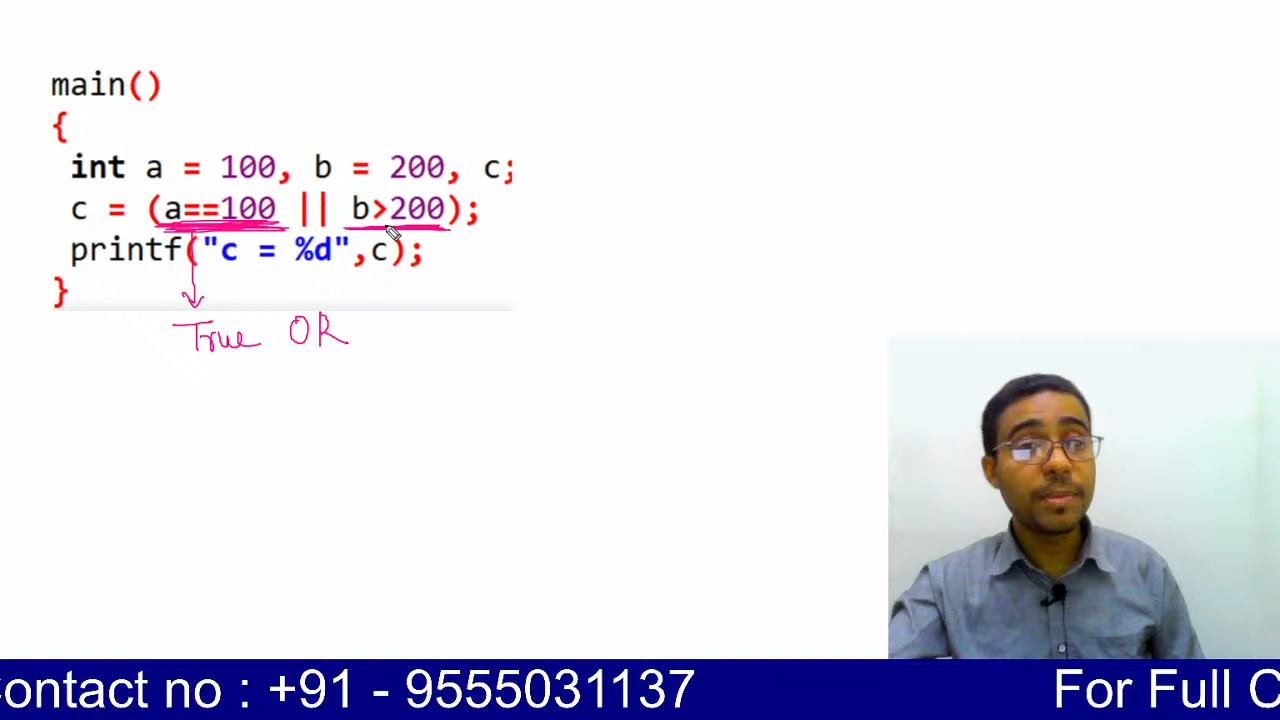 main()
{
int a = 100, b = 200, c;
c = (a==100 || b>200);
printf("c = %d",c);
}
True OR
Contact no : +91 - 9555031137 For Full C